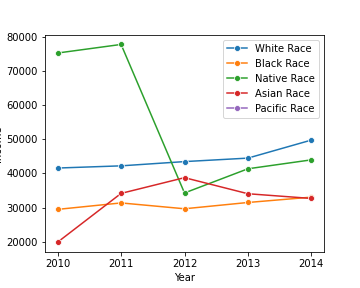 80000
70000
60000
50000
40000
30000
20000
White Race
Black Race
Native Race
Asian Race
Pacific Race
2010 2011 2012 2013 2014
Year